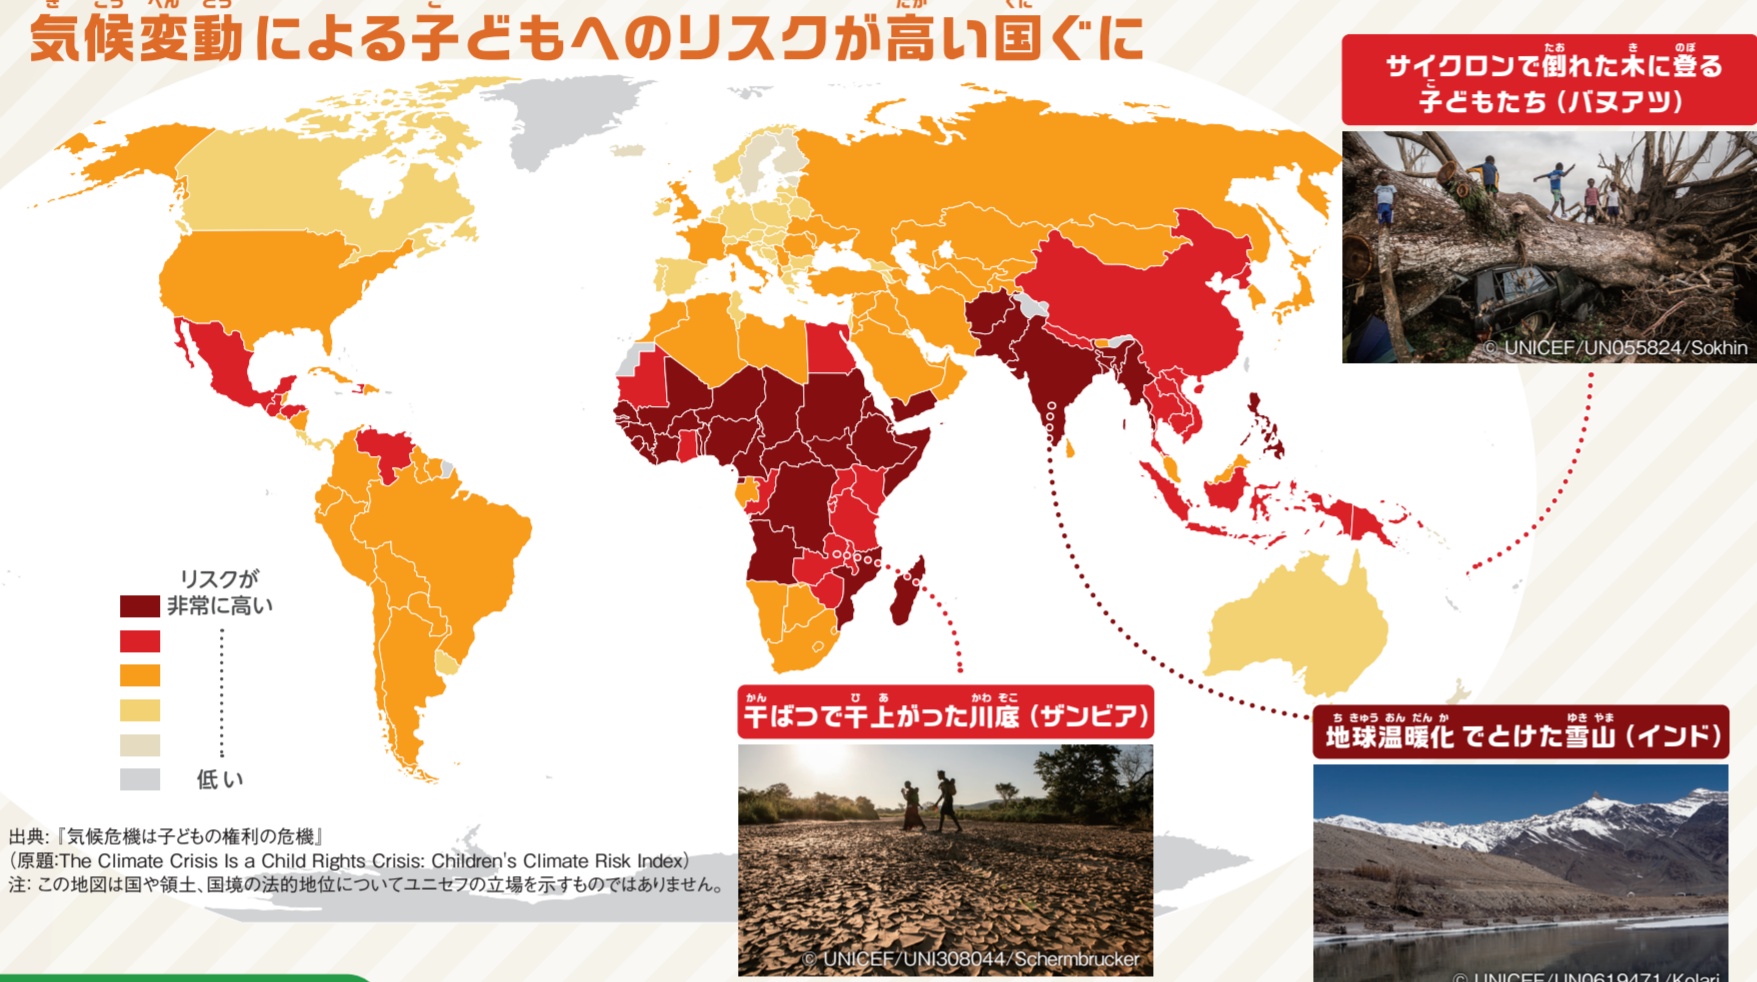 気候変動による子どもへのリスクが高い国ぐに
サイクロンで倒れた木に登る
子どもたち（バヌアツ）
© UNICEF/UN055824/Sokhin
リスクが
非常に高い
低い
干ばつで干上がった川底（ザンビア）
© UNICEF/UNI308044/Schermbrucker
地球温暖化でとけた雪山（インド）
© UNICEF/UN0619471/Kolari
出典:『気候危機は子どもの権利の危機』
（原題:The Climate Crisis Is a Child Rights Crisis: Children's Climate Risk Index）
注: この地図は国や領土、国境の法的地位についてユニセフの立場を示すものではありません。